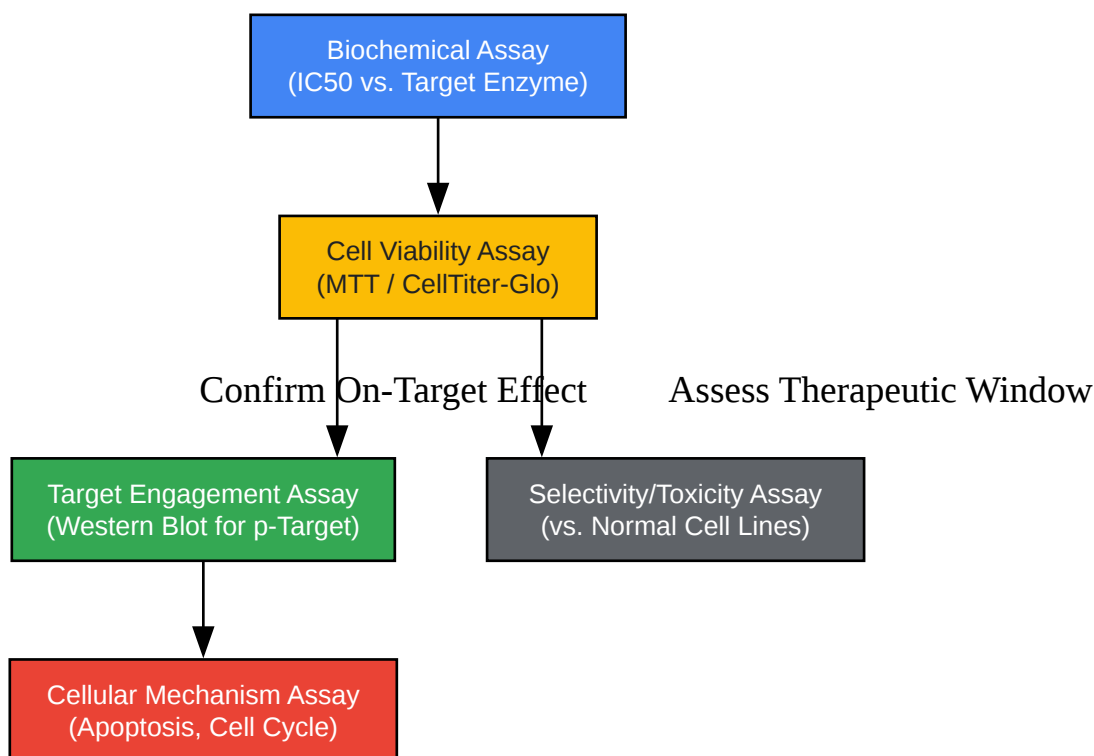 Biochemical Assay
(IC50 vs. Target Enzyme)
Cell Viability Assay
(MTT / CellTiter-Glo)
Confirm On-Target Effect
Assess Therapeutic Window
Target Engagement Assay
(Western Blot for p-Target)
Selectivity/Toxicity Assay
(vs. Normal Cell Lines)
Cellular Mechanism Assay
(Apoptosis, Cell Cycle)